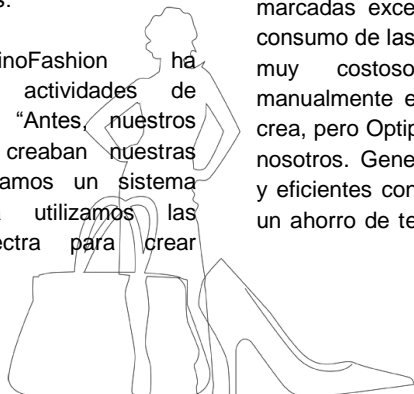 inoFashion ha
actividades de
“Antes, nuestros
creaban nuestras
amos un sistema
utilizamos las
ectra para crear
marcadas exce
consumo de las
muy costoso
manualmente e
crea, pero Optip
nosotros. Gene
y eficientes con
un ahorro de te